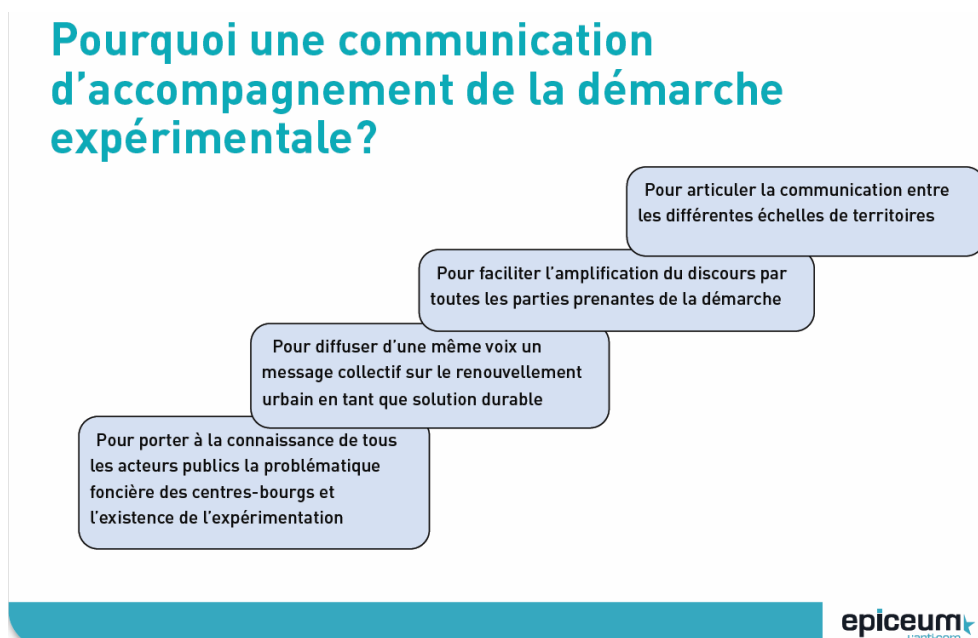 Pourquoi une communication
d'accompagnement de la démarche
expérimentale?
Pour articuler la communication entre
les différentes échelles de territoires
Pour faciliter l'amplification du discours par
toutes les parties prenantes de la démarche
Pour diffuser d'une même voix un
message collectif sur le renouvellement
urbain en tant que solution durable
Pour porter à la connaissance de tous
les acteurs publics la problématique
foncière des centres-bourgs et
l'existence de l'expérimentation
epiceum